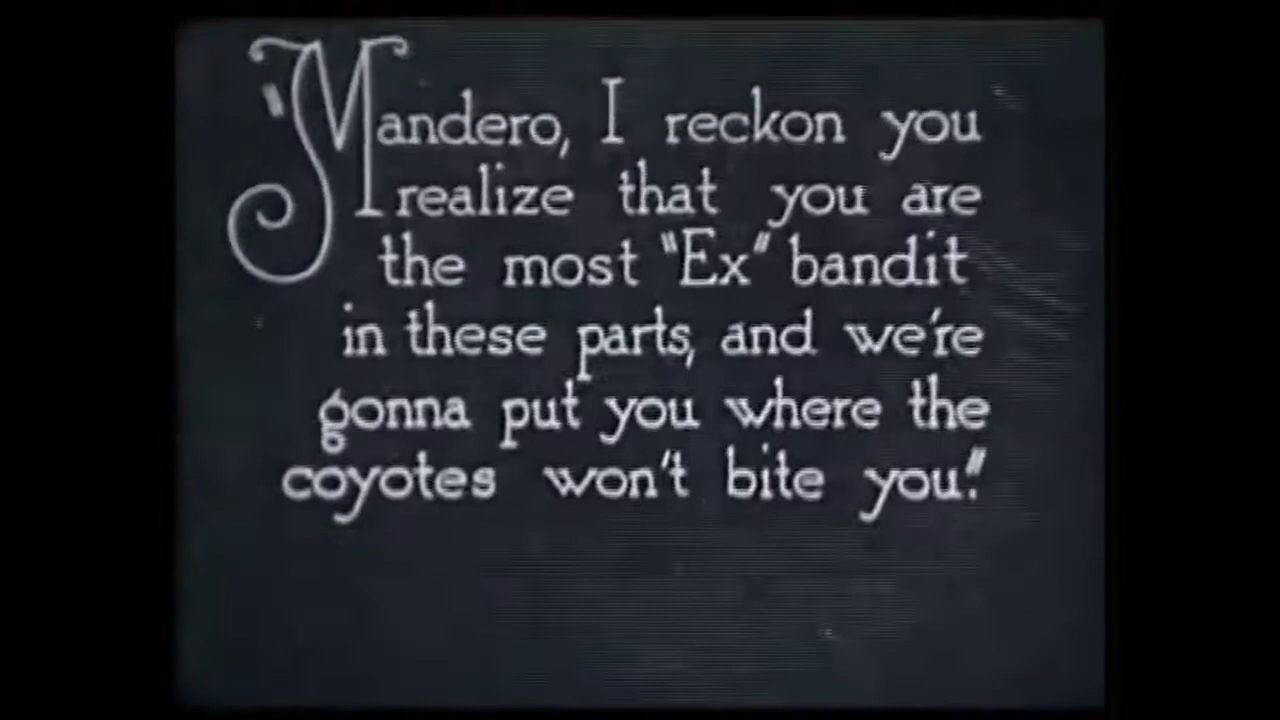 "Mandero, I reckon you
realize that you are
the most "Ex" bandit
in these parts, and we're
gonna put you where the
coyotes won't bite you."